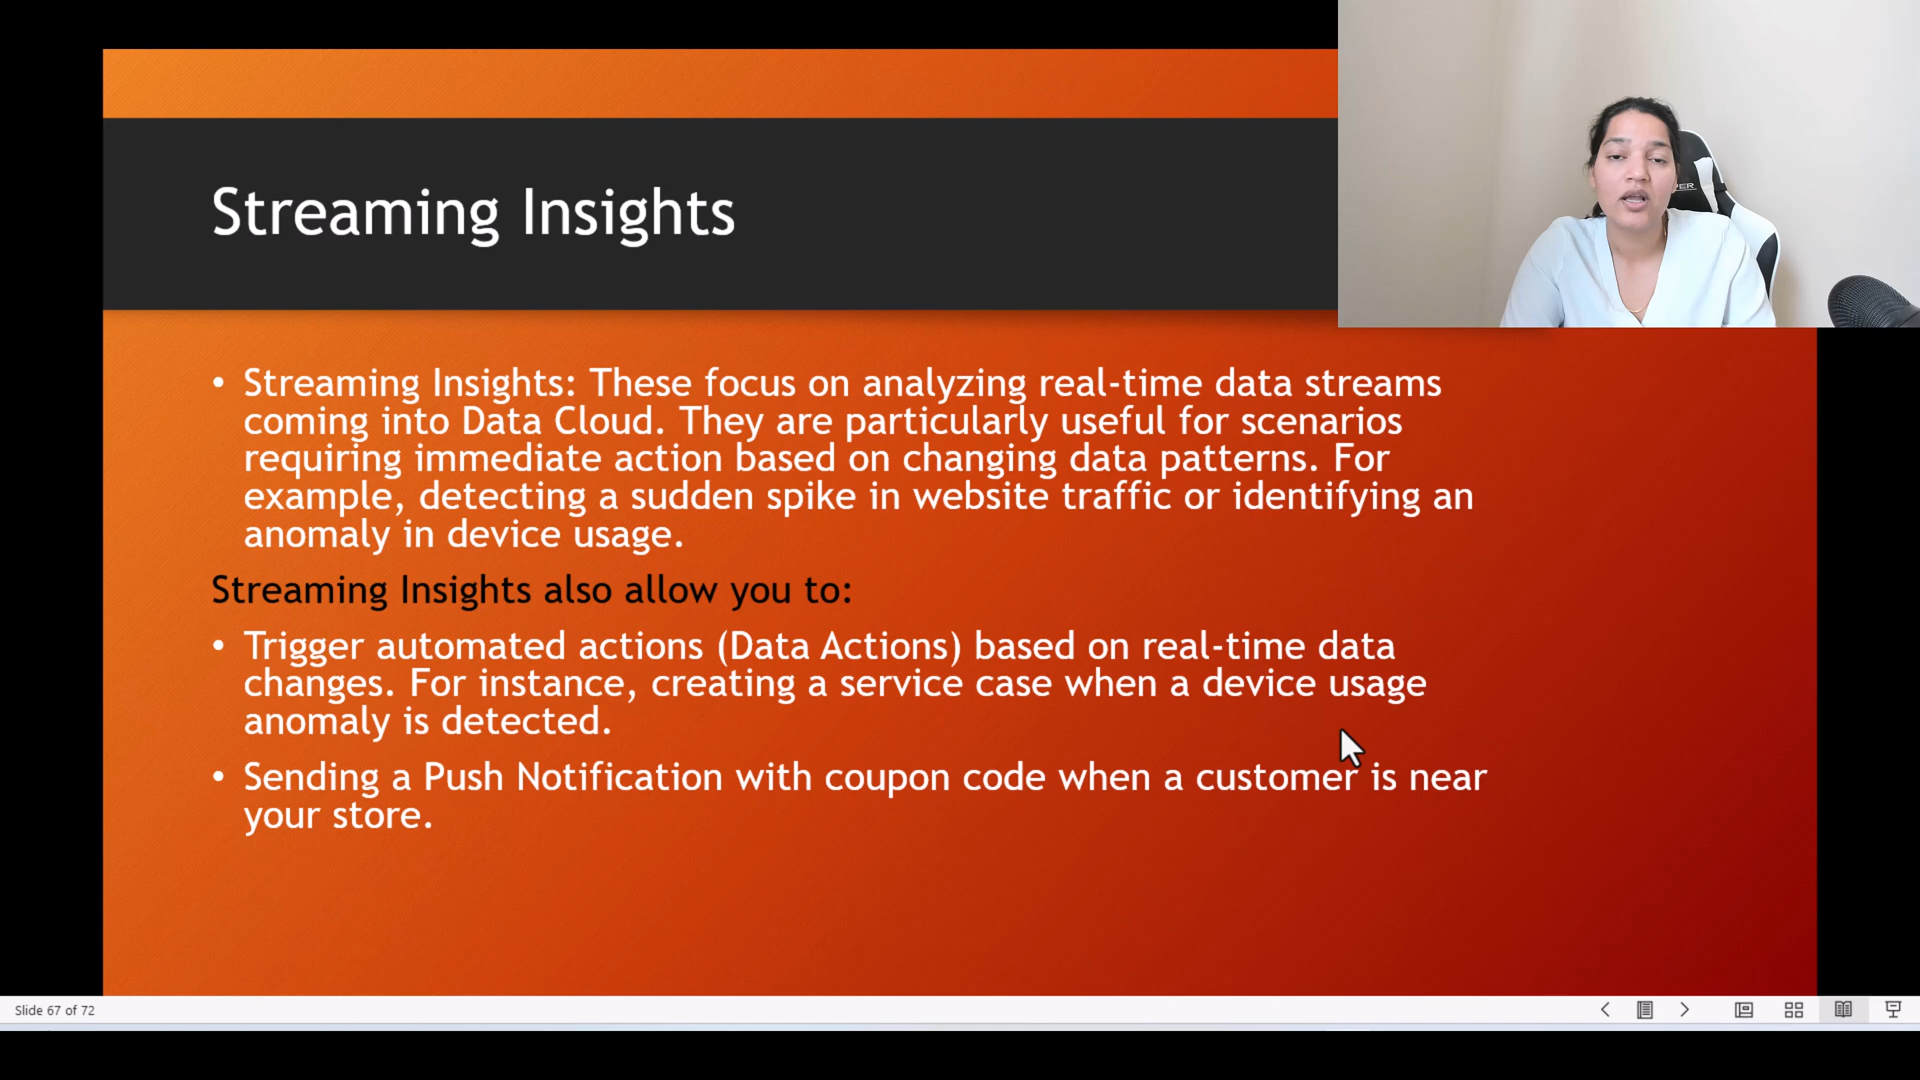 Streaming Insights
• Streaming Insights: These focus on analyzing real-time data streams
coming into Data Cloud. They are particularly useful for scenarios
requiring immediate action based on changing data patterns. For
example, detecting a sudden spike in website traffic or identifying an
anomaly in device usage.
Streaming Insights also allow you to:
• Trigger automated actions (Data Actions) based on real-time data
changes. For instance, creating a service case when a device usage
anomaly is detected.
• Sending a Push Notification with coupon code when a customer is near
your store.
Slide 67 of 72